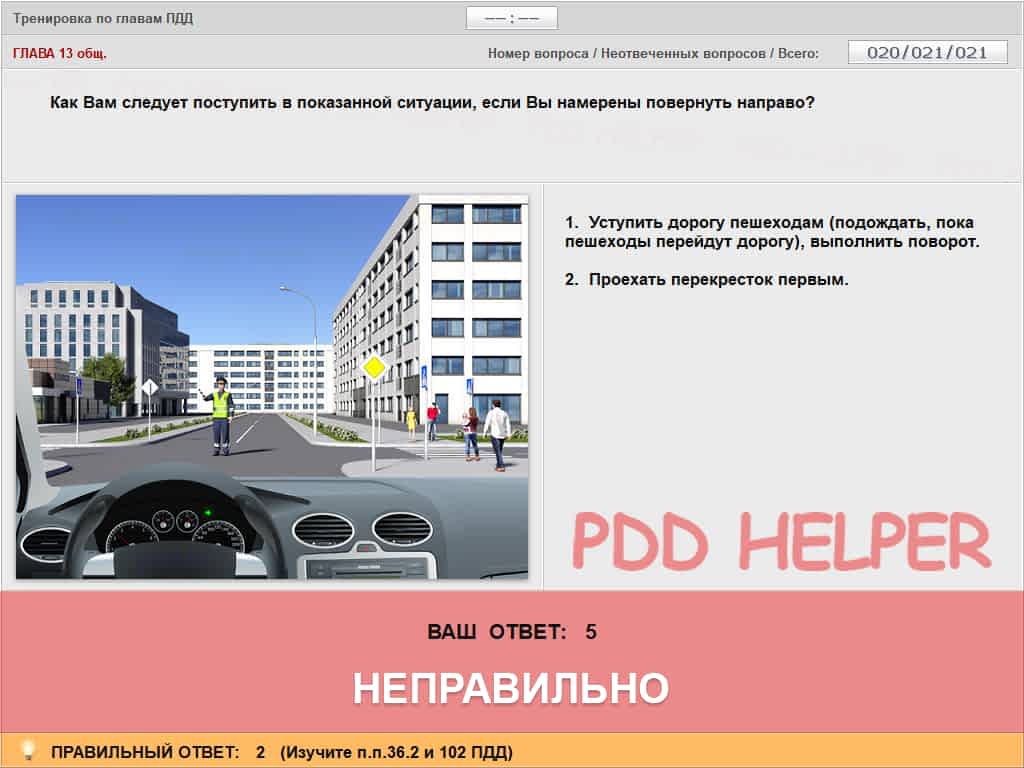 Тренировка по главам ПДД
–– : ––
ГЛАВА 13 общ.
Номер вопроса / Неотвеченных вопросов / Всего:
020/021/021
Как Вам следует поступить в показанной ситуации, если Вы намерены повернуть направо?
1. Уступить дорогу пешеходам (подождать, пока
пешеходы перейдут дорогу), выполнить поворот.
2. Проехать перекресток первым.
PDD HELPER
ВАШ ОТВЕТ: 5
НЕПРАВИЛЬНО
ПРАВИЛЬНЫЙ ОТВЕТ: 2 (Изучите п.п.36.2 и 102 ПДД)